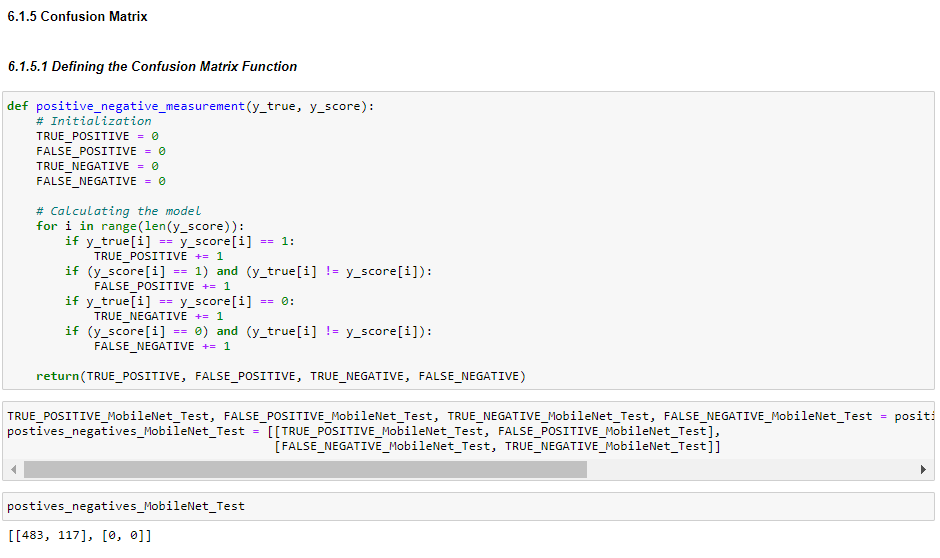 6.1.5 Confusion Matrix
6.1.5.1 Defining the Confusion Matrix Function
def positive_negative_measurement(y_true, y_score):
    # Initialization
    TRUE_POSITIVE = 0
    FALSE_POSITIVE = 0
    TRUE_NEGATIVE = 0
    FALSE_NEGATIVE = 0
    # Calculating the model
    for i in range(len(y_score)):
        if y_true[i] == y_score[i] == 1:
            TRUE_POSITIVE += 1
        if (y_score[i] == 1) and (y_true[i] != y_score[i]):
            FALSE_POSITIVE += 1
        if y_true[i] == y_score[i] == 0:
            TRUE_NEGATIVE += 1
        if (y_score[i] == 0) and (y_true[i] != y_score[i]):
            FALSE_NEGATIVE += 1
    return(TRUE_POSITIVE, FALSE_POSITIVE, TRUE_NEGATIVE, FALSE_NEGATIVE)
TRUE_POSITIVE_MobileNet_Test, FALSE_POSITIVE_MobileNet_Test, TRUE_NEGATIVE_MobileNet_Test, FALSE_NEGATIVE_MobileNet_Test = positi
postives_negatives_MobileNet_Test = [[TRUE_POSITIVE_MobileNet_Test, FALSE_POSITIVE_MobileNet_Test],
                                     [FALSE_NEGATIVE_MobileNet_Test, TRUE_NEGATIVE_MobileNet_Test]]
postives_negatives_MobileNet_Test
[[483, 117], [0, 0]]